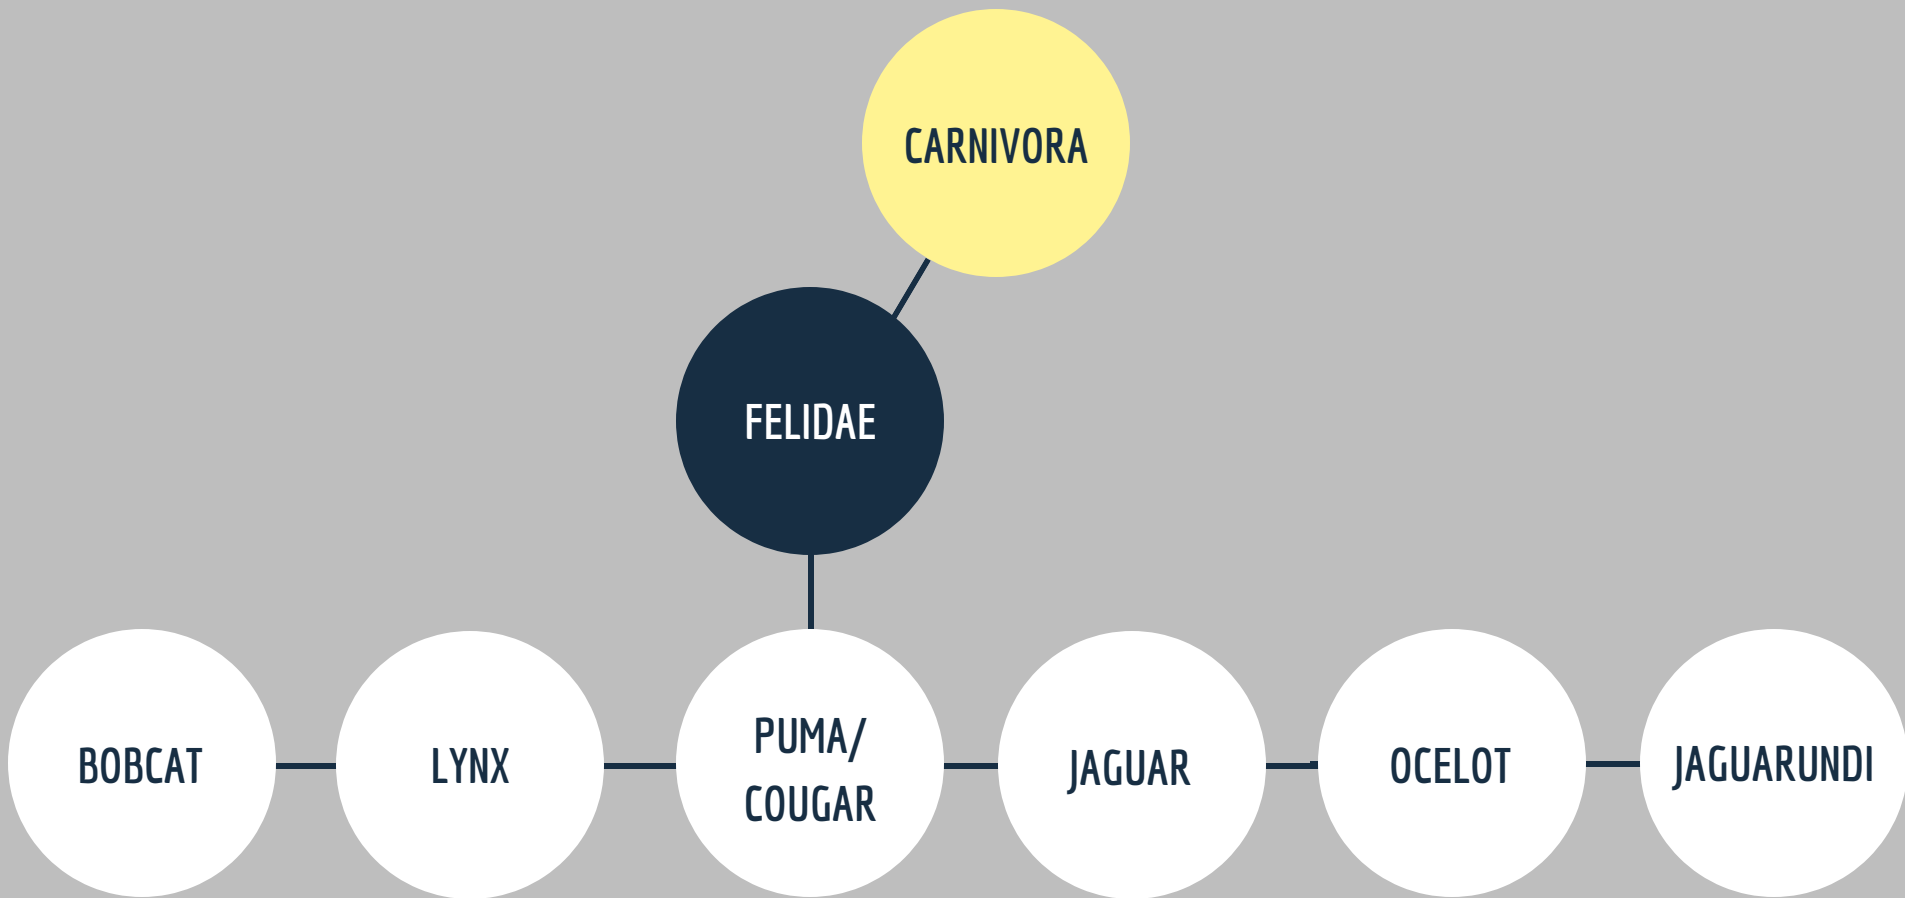 CARNIVORA
FELIDAE
BOBCAT
LYNX
PUMA/
COUGAR
JAGUAR
OCELOT
JAGUARUNDI